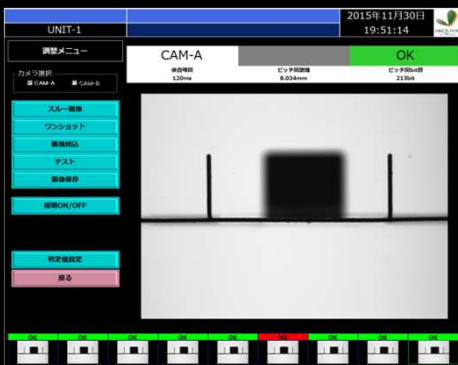 2015年11月30日
UNIT-1
19:51:14
調整メニュー
CAM-A
OK
検査時間
ピッチ間距離
ピッチ間bit数
120ms
8.034mm
213bit
カメラ選択
CAM-A
CAM-B
スルー画像
ワンショット
画像読込
テスト
画像保存
照明ON/OFF
判定値設定
戻る
OK
OK
OK
OK
OK
NG
OK
OK
OK